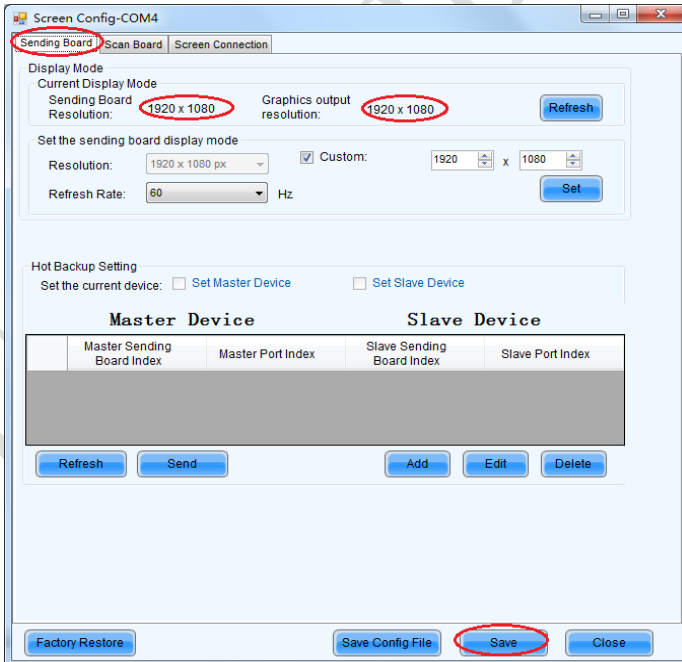 Screen Config-COM4
Sending Board Scan Board Screen Connection
Display Mode
Current Display Mode
Sending Board Resolution: 1920 x 1080 Graphics output resolution: 1920 x 1080 Refresh
Set the sending board display mode
Resolution: 1920 x 1080 px Custom: 1920 x 1080
Refresh Rate: 60 Hz Set
Hot Backup Setting
Set the current device: Set Master Device Set Slave Device
Master Device Slave Device
Master Sending Board Index Master Port Index Slave Sending Board Index Slave Port Index
Refresh Send Add Edit Delete
Factory Restore Save Config File Save Close